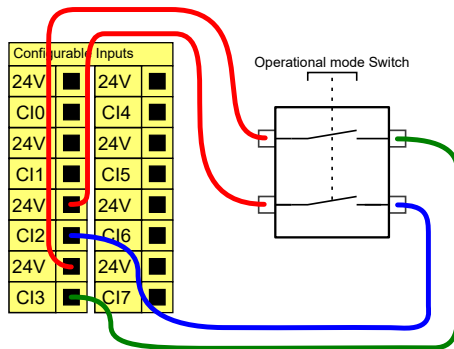 Configurable Inputs
24V 24V
CI0 CI4
24V 24V
CI1 CI5
24V 24V
CI2 CI6
24V 24V
CI3 CI7
Operational mode Switch